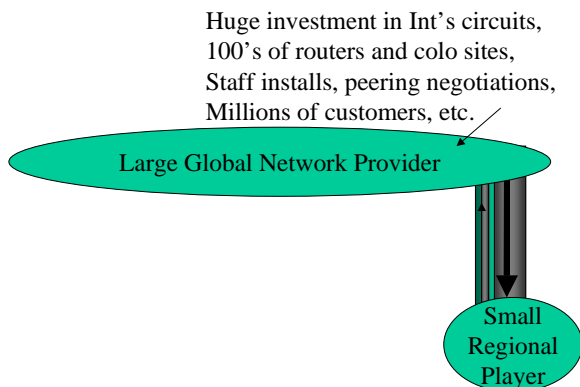 Huge investment in Int's circuits,
100's of routers and colo sites,
Staff installs, peering negotiations,
Millions of customers, etc.
Large Global Network Provider
Small
Regional
Player